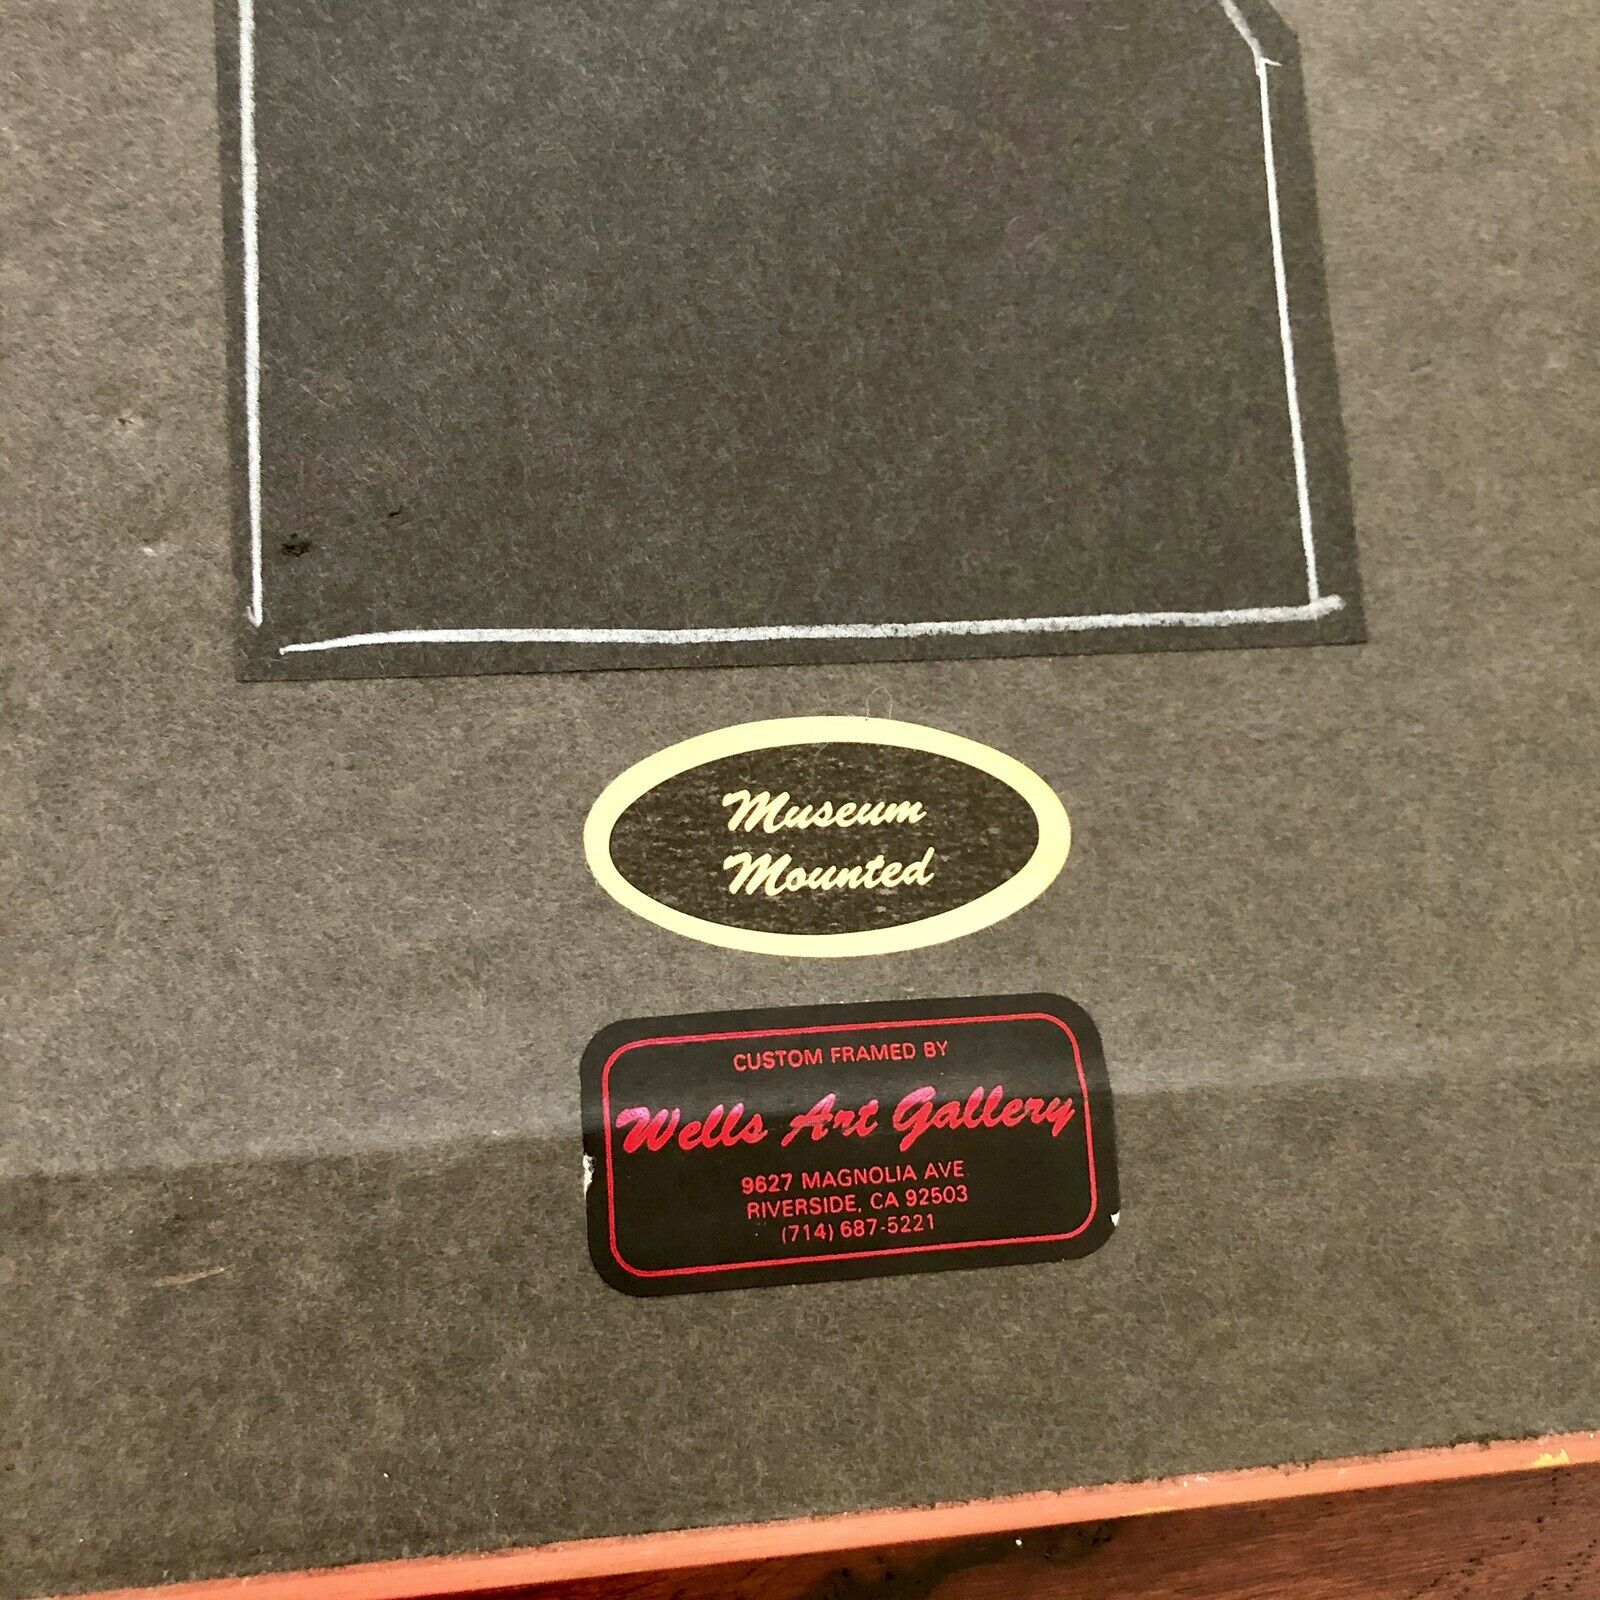 Museum
Mounted
CUSTOM FRAMED BY
Wells Art Gallery
9627 MAGNOLIA AVE
RIVERSIDE, CA 92503
(714) 687-5221